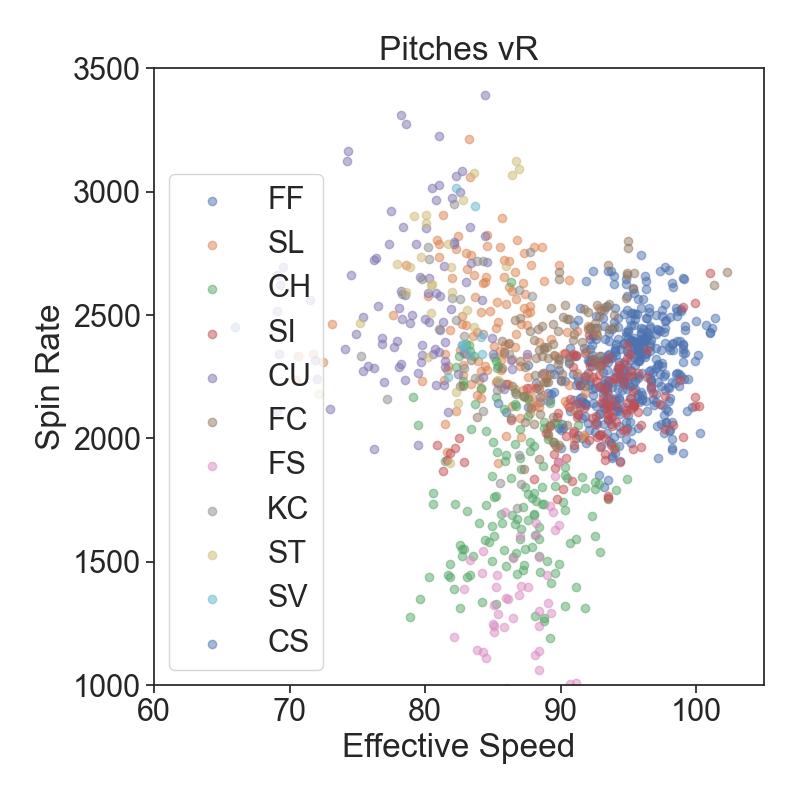 Pitches vR
3500
3000
2500
2000
1500
1000
Spin Rate
FF
SL
CH
SI
CU
FC
FS
KC
ST
SV
CS
60
70
80
90
100
Effective Speed